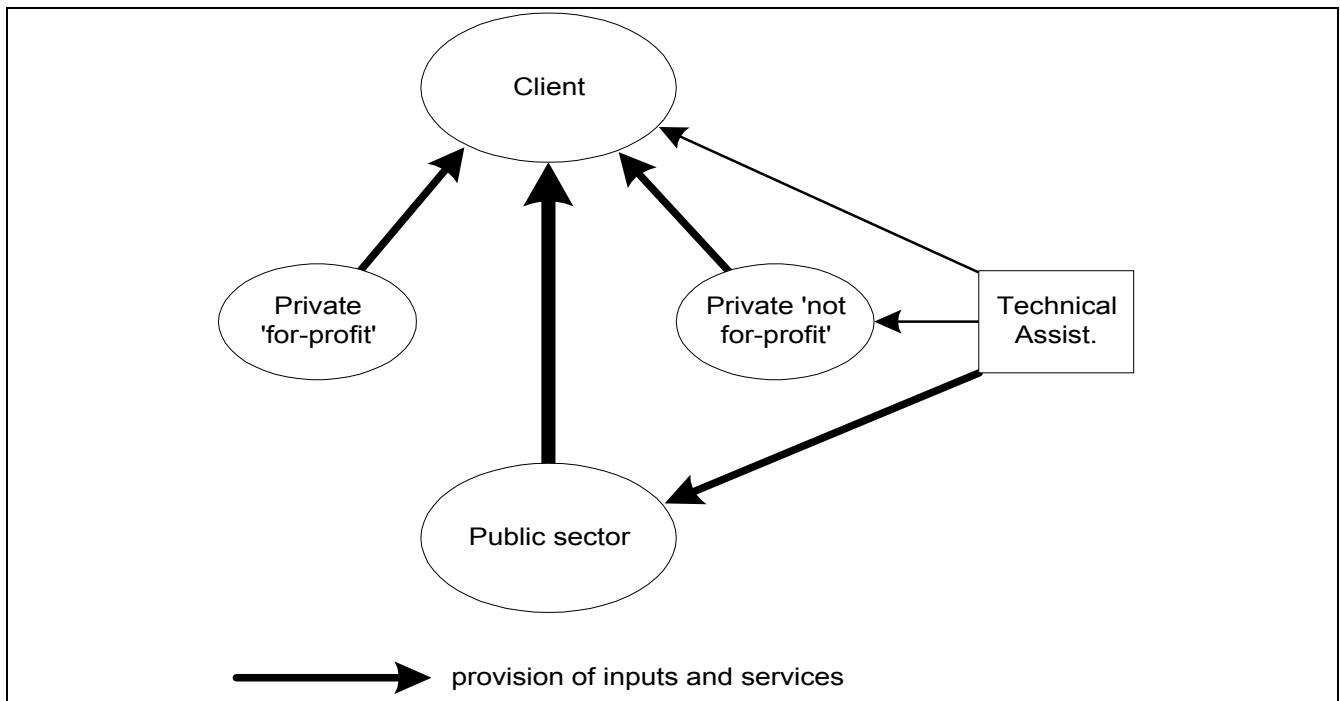 Client
Private
'for-profit'
Private 'not
for-profit'
Technical
Assist.
Public sector
provision of inputs and services